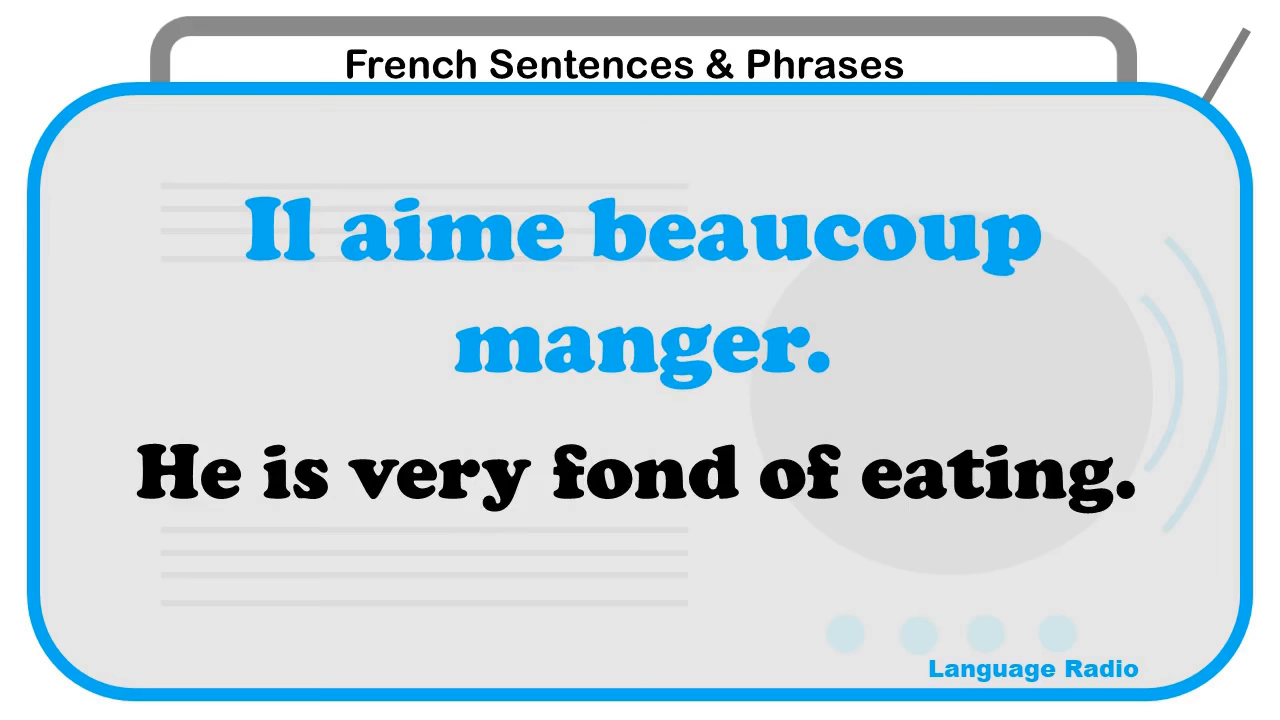 French Sentences & Phrases
Il aime beaucoup
manger.
He is very fond of eating.
Language Radio